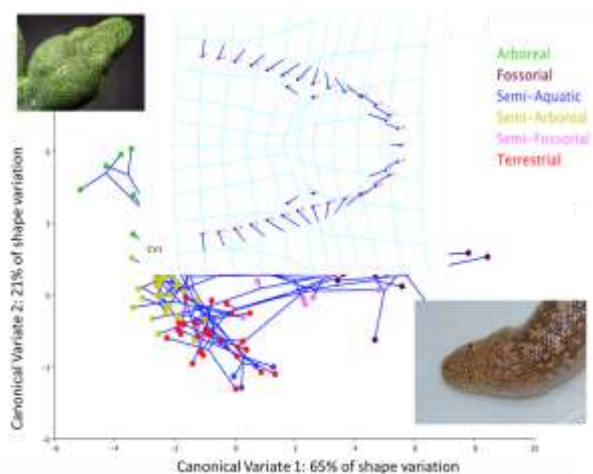 Arboreal
Fossorial
Semi-Aquatic
Semi-Arboreal
Semi-Fossorial
Terrestrial
Canonical Variate 2: 21% of shape variation
CV1
Canonical Variate 1: 65% of shape variation